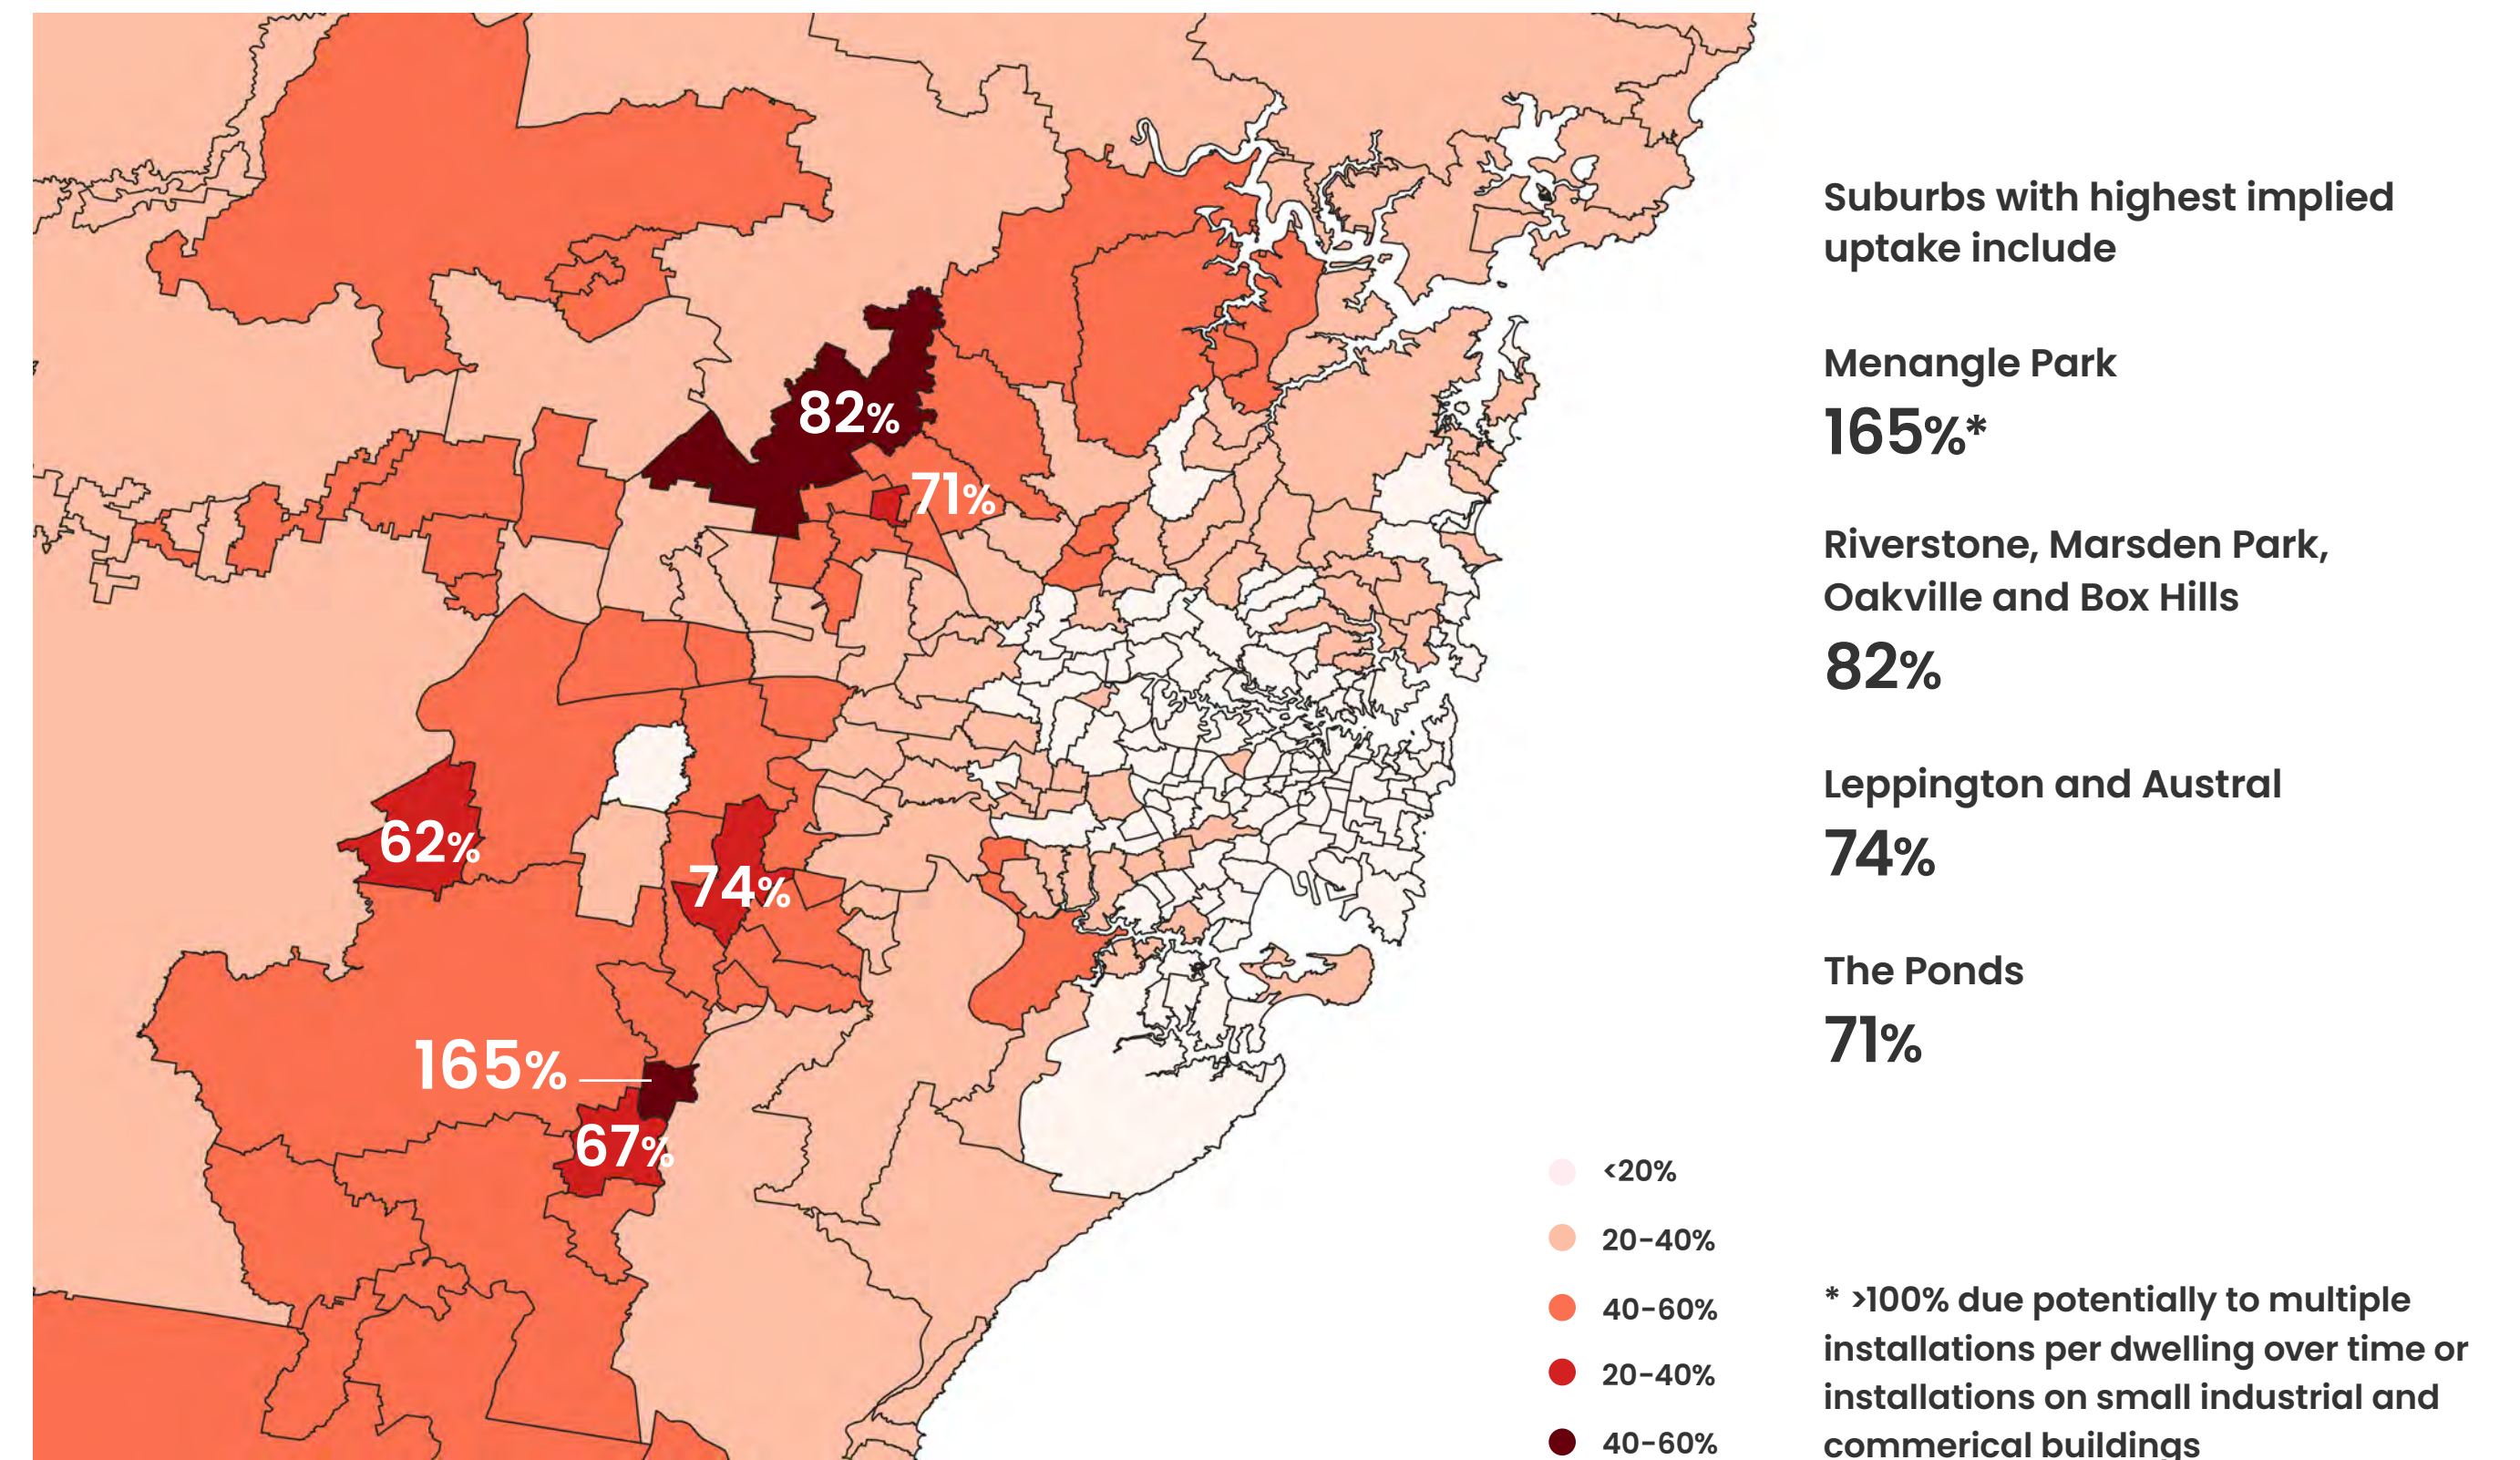 82%
71%
62%
74%
165%
67%
Suburbs with highest implied
uptake include
Menangle Park
165%*
Riverstone, Marsden Park,
Oakville and Box Hills
82%
Leppington and Austral
74%
The Ponds
71%
<20%
20-40%
40-60%
20-40%
40-60%
* >100% due potentially to multiple
installations per dwelling over time or
installations on small industrial and
commerical buildings